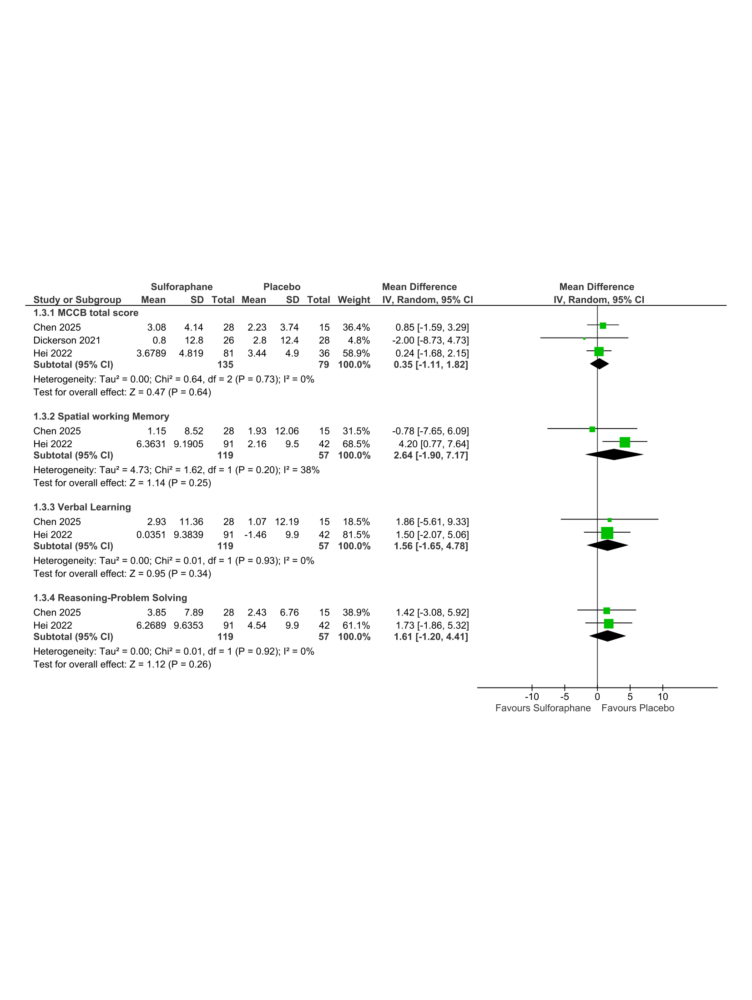 Sulforaphane Placebo Mean Difference Mean Difference
Study or Subgroup Mean SD Total Mean SD Total Weight IV, Random, 95% CI IV, Random, 95% CI
1.3.1 MCCB total score
Chen 2025 3.08 4.14 28 2.23 3.74 15 36.4% 0.85 [-1.59, 3.29]
Dickerson 2021 0.8 12.8 26 2.8 12.4 28 4.8% -2.00 [-8.73, 4.73]
Hei 2022 3.6789 4.819 81 3.44 4.9 36 58.9% 0.24 [-1.68, 2.15]
Subtotal (95% CI) 135 79 100.0% 0.35 [-1.11, 1.82]
Heterogeneity: Tau² = 0.00; Chi² = 0.64, df = 2 (P = 0.73); I² = 0%
Test for overall effect: Z = 0.47 (P = 0.64)
1.3.2 Spatial working Memory
Chen 2025 1.15 8.52 28 1.93 12.06 15 31.5% -0.78 [-7.65, 6.09]
Hei 2022 6.3631 9.1905 91 2.16 9.5 42 68.5% 4.20 [0.77, 7.64]
Subtotal (95% CI) 119 57 100.0% 2.64 [-1.90, 7.17]
Heterogeneity: Tau² = 4.73; Chi² = 1.62, df = 1 (P = 0.20); I² = 38%
Test for overall effect: Z = 1.14 (P = 0.25)
1.3.3 Verbal Learning
Chen 2025 2.93 11.36 28 1.07 12.19 15 18.5% 1.86 [-5.61, 9.33]
Hei 2022 0.0351 9.3839 91 -1.46 9.9 42 81.5% 1.50 [-2.07, 5.06]
Subtotal (95% CI) 119 57 100.0% 1.56 [-1.65, 4.78]
Heterogeneity: Tau² = 0.00; Chi² = 0.01, df = 1 (P = 0.93); I² = 0%
Test for overall effect: Z = 0.95 (P = 0.34)
1.3.4 Reasoning-Problem Solving
Chen 2025 3.85 7.89 28 2.43 6.76 15 38.9% 1.42 [-3.08, 5.92]
Hei 2022 6.2689 9.6353 91 4.54 9.9 42 61.1% 1.73 [-1.86, 5.32]
Subtotal (95% CI) 119 57 100.0% 1.61 [-1.20, 4.41]
Heterogeneity: Tau² = 0.00; Chi² = 0.01, df = 1 (P = 0.92); I² = 0%
Test for overall effect: Z = 1.12 (P = 0.26)
-10 -5 0 5 10
Favours Sulforaphane Favours Placebo